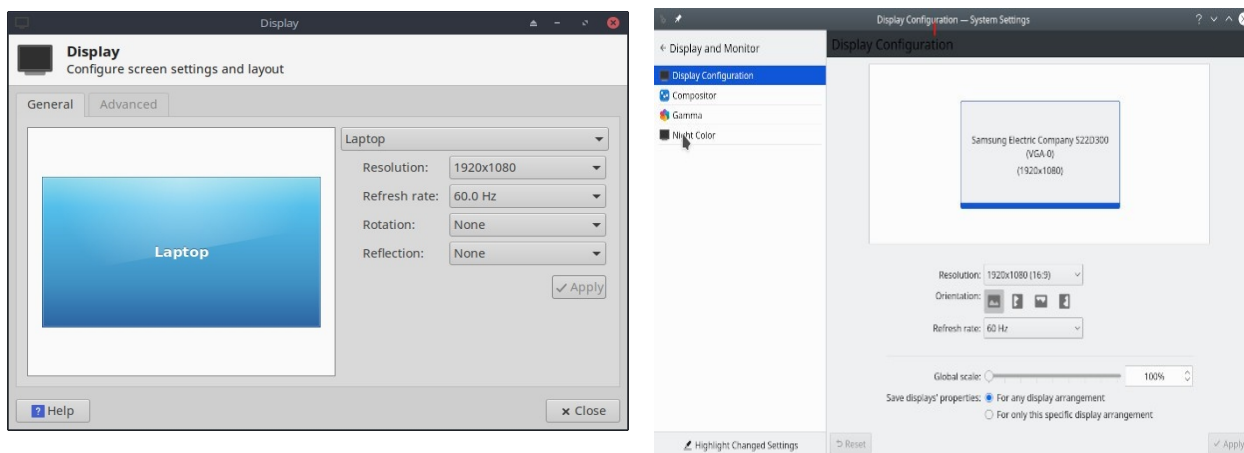 Display
Display
Configure screen settings and layout
General Advanced
Laptop
Laptop
Resolution: 1920x1080
Refresh rate: 60.0 Hz
Rotation: None
Reflection: None
Apply
? Help
× Close
Display Configuration — System Settings
Display and Monitor
Display Configuration
Compositor
Gamma
Night Color
Highlight Changed Settings
Display Configuration
Samsung Electric Company S22D300
(VGA-0)
(1920x1080)
Resolution: 1920x1080 (16:9)
Orientation:
Refresh rate: 60 Hz
Global scale: 100%
Save displays' properties: For any display arrangement
For only this specific display arrangement
Reset
Apply